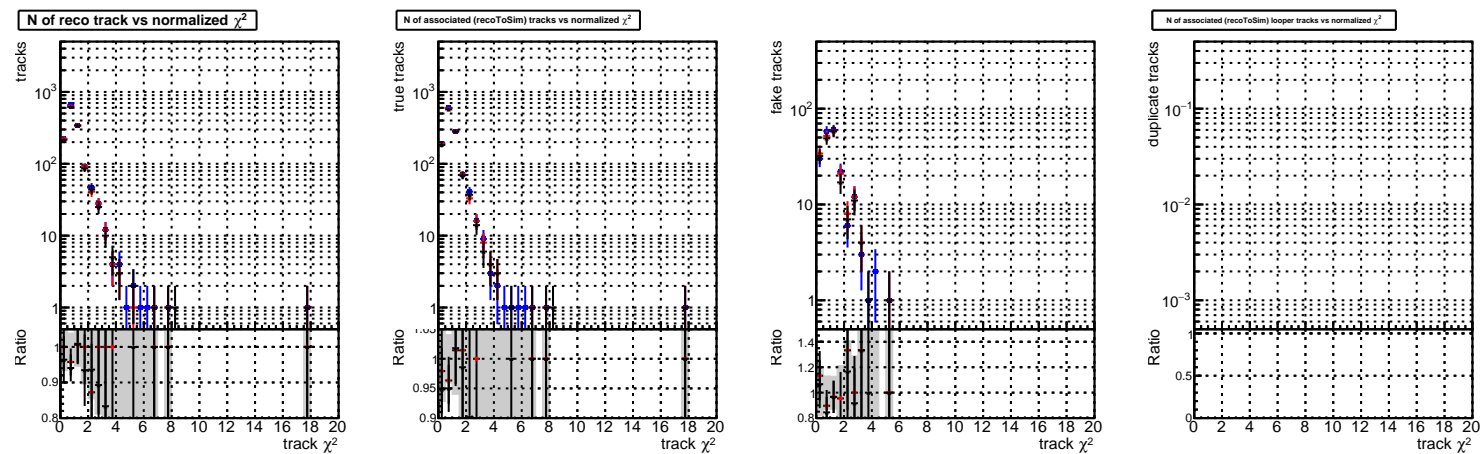 N of reco track vs normalized χ²
tracks
10³
10²
10
1
Ratio
1
0.9
0.8
0 2 4 6 8 10 12 14 16 18 20
track χ²
N of associated (recoToSim) tracks vs normalized χ²
true tracks
10³
10²
10
1
Ratio
1.05
1
0.95
0.9
0 2 4 6 8 10 12 14 16 18 20
track χ²
fake tracks
10²
10
1
Ratio
1.4
1.2
1
0.8
0 2 4 6 8 10 12 14 16 18 20
track χ²
N of associated (recoToSim) looper tracks vs normalized χ²
duplicate tracks
10⁻¹
10⁻²
10⁻³
Ratio
1
0.5
0
0 2 4 6 8 10 12 14 16 18 20
track χ²